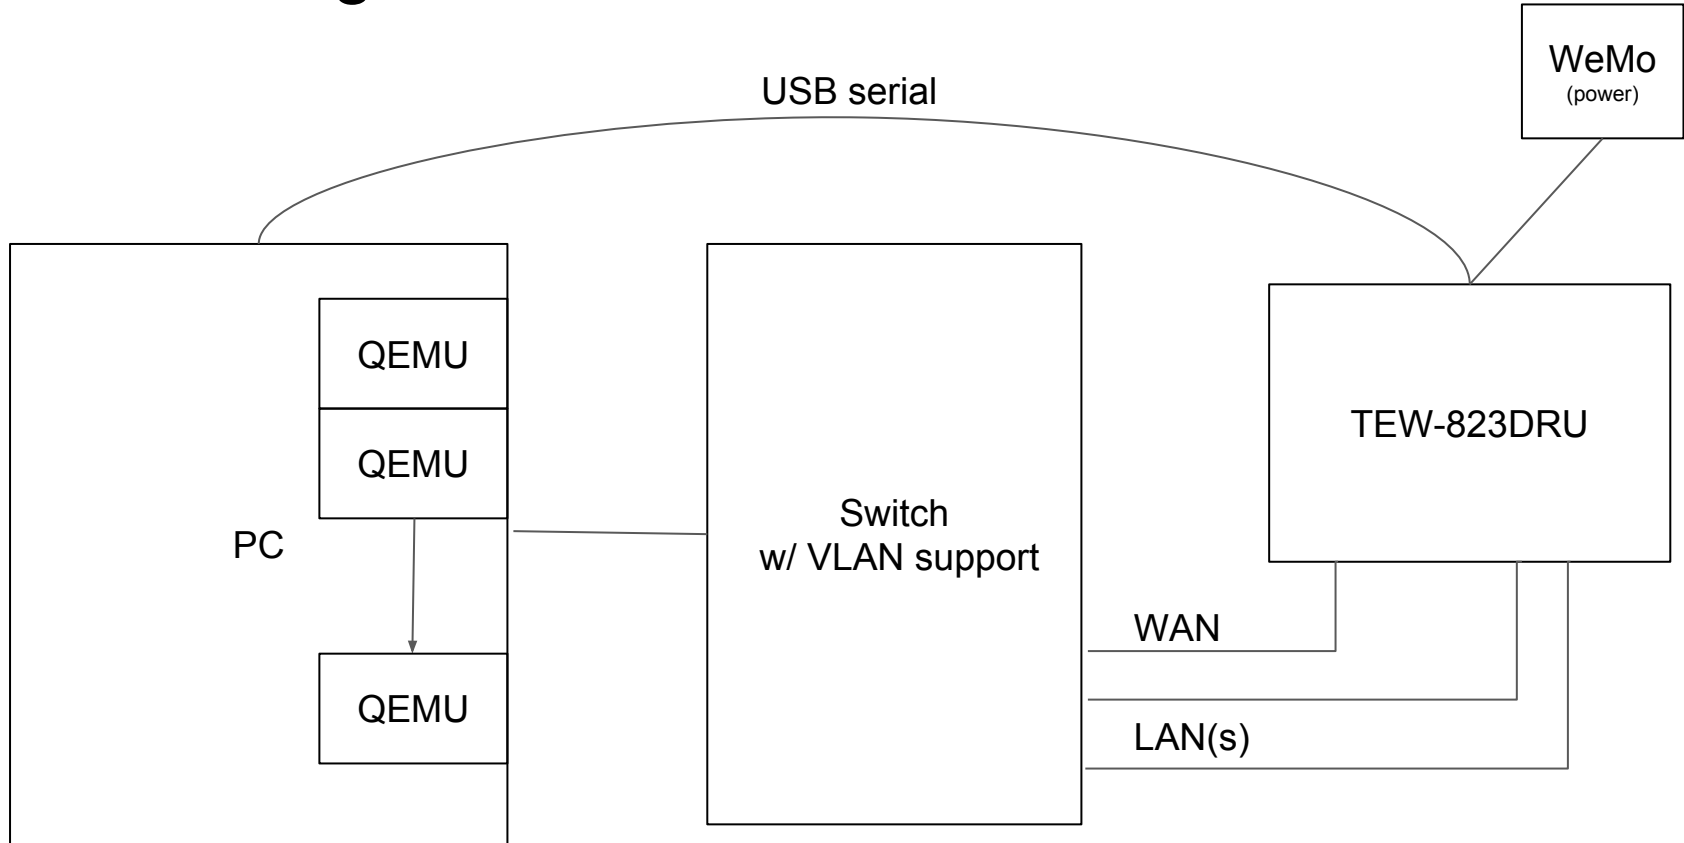 WeMo
(power)
USB serial
QEMU
QEMU
TEW-823DRU
Switch
w/ VLAN support
PC
WAN
QEMU
LAN(s)